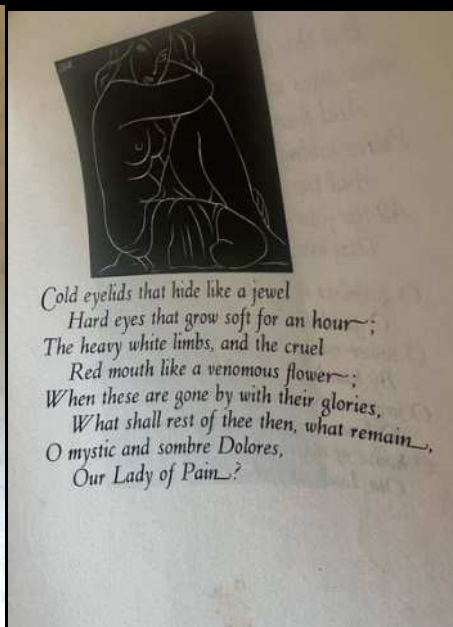 Cold eyelids that hide like a jewel
Hard eyes that grow soft for an hour;
The heavy white limbs, and the cruel
Red mouth like a venomous flower;
When these are gone by with their glories,
What shall rest of thee then, what remain,
O mystic and sombre Dolores,
Our Lady of Pain?